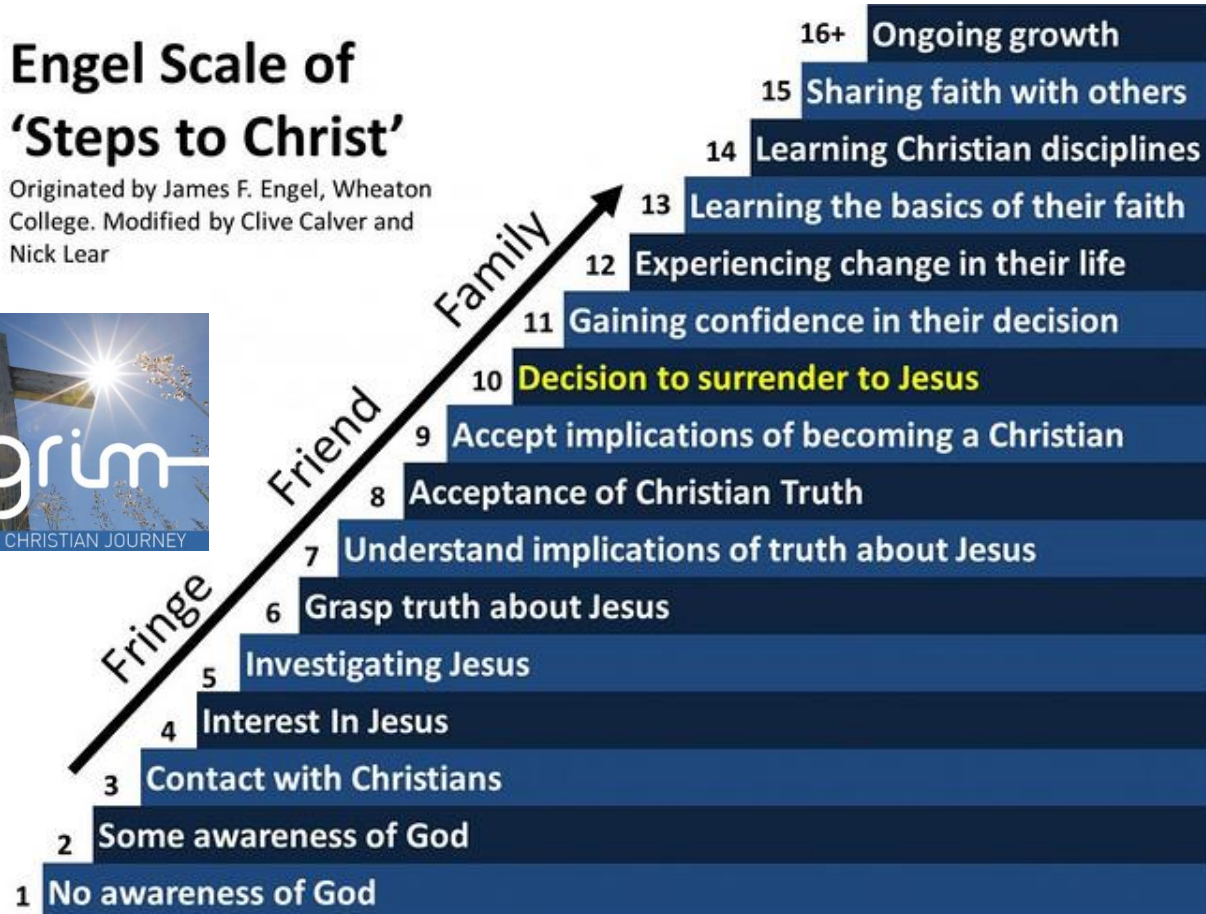 Engel Scale of
‘Steps to Christ’
Originated by James F. Engel, Wheaton
College. Modified by Clive Calver and
Nick Lear
grim
CHRISTIAN JOURNEY
Family
Friend
Fringe
16+ Ongoing growth
15 Sharing faith with others
14 Learning Christian disciplines
13 Learning the basics of their faith
12 Experiencing change in their life
11 Gaining confidence in their decision
10 Decision to surrender to Jesus
9 Accept implications of becoming a Christian
8 Acceptance of Christian Truth
7 Understand implications of truth about Jesus
6 Grasp truth about Jesus
5 Investigating Jesus
4 Interest In Jesus
3 Contact with Christians
2 Some awareness of God
1 No awareness of God